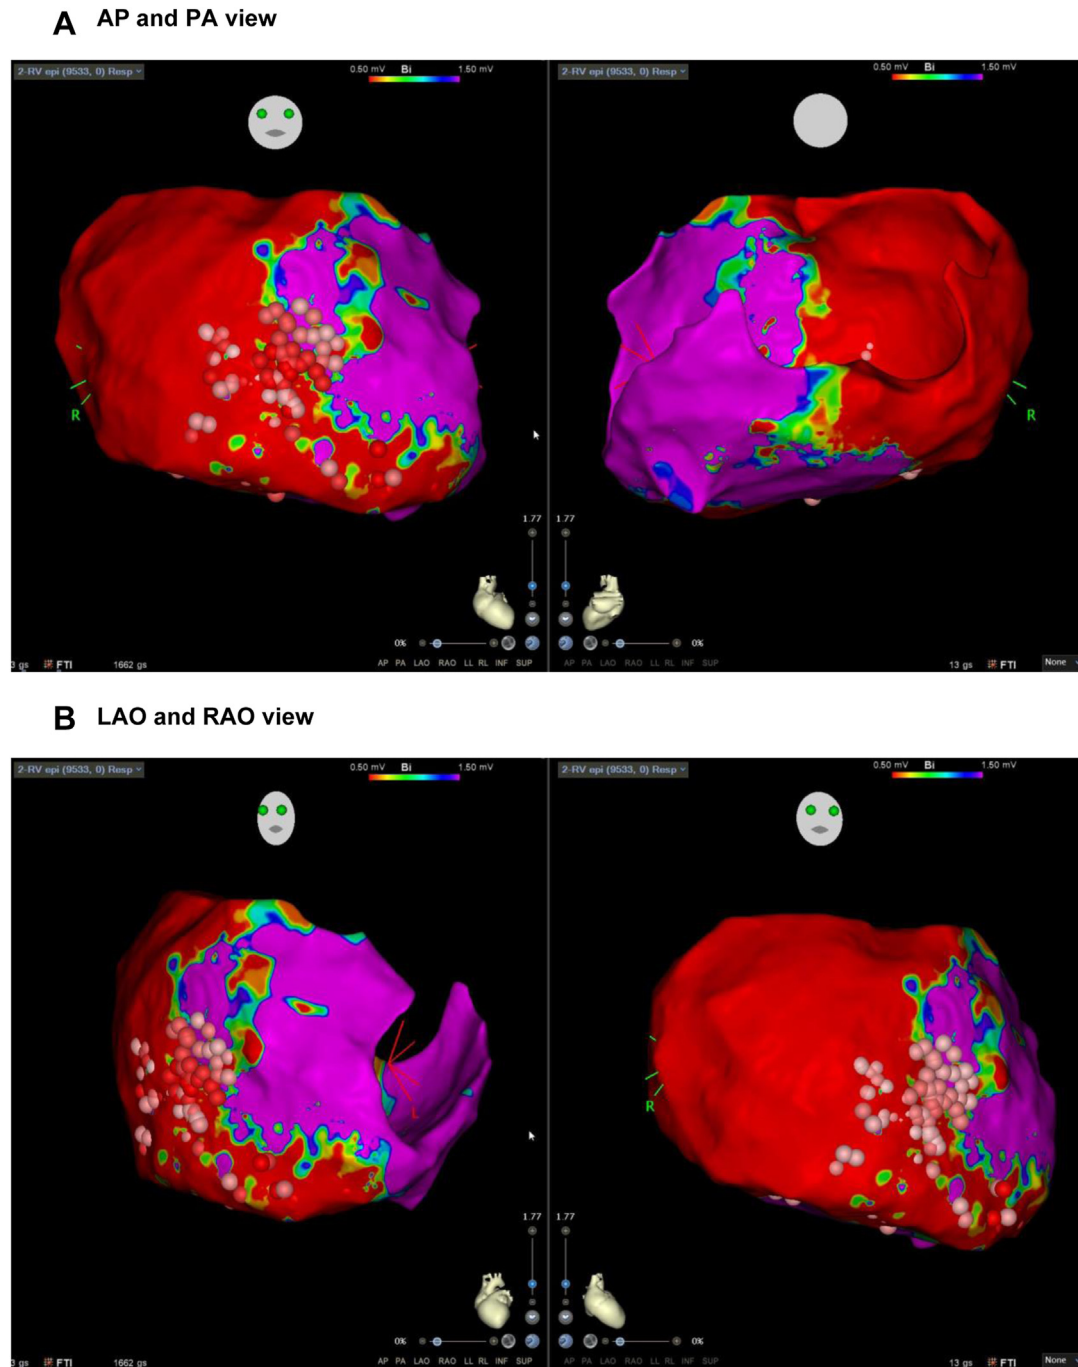 A AP and PA view
2-RV epi (9533, 0) Resp
0.50 mV Bi 1.50 mV
2-RV epi (9533, 0) Resp
0.50 mV Bi 1.50 mV
R
R
1.77
1.77
0%
0%
AP PA LAO RAO LL RL INF SUP
AP PA LAO RAO LL RL INF SUP
3 gs FTI 1662 gs
13 gs FTI None
B LAO and RAO view
2-RV epi (9533, 0) Resp
0.50 mV Bi 1.50 mV
2-RV epi (9533, 0) Resp
0.50 mV Bi 1.50 mV
R
L
1.77
1.77
0%
0%
AP PA LAO RAO LL RL INF SUP
AP PA LAO RAO LL RL INF SUP
3 gs FTI 1662 gs
13 gs FTI None